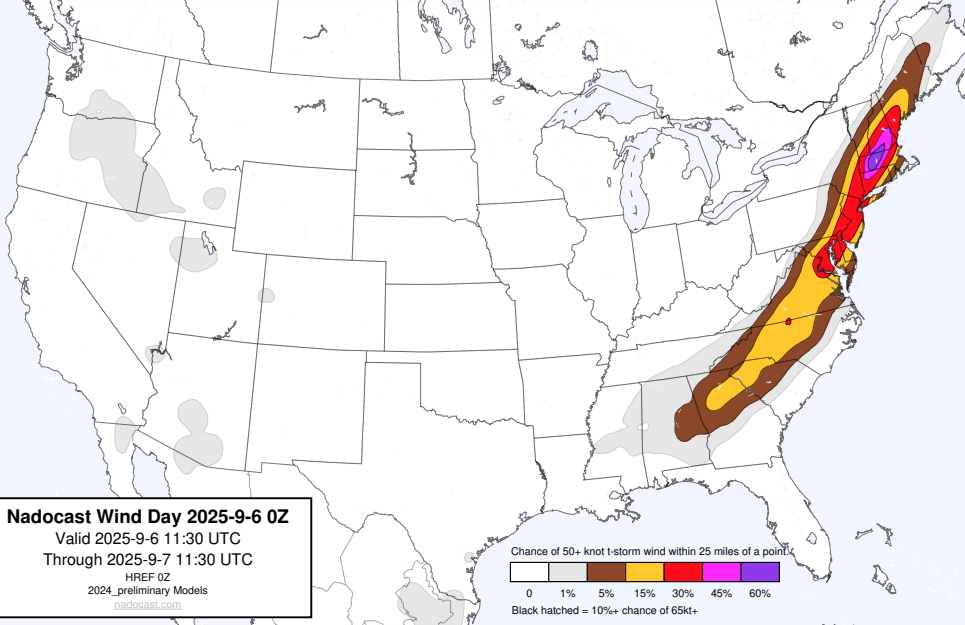 Nadocast Wind Day 2025-9-6 0Z
Valid 2025-9-6 11:30 UTC
Through 2025-9-7 11:30 UTC
HREF 0Z
2024_preliminary Models
nadocast.com
Chance of 50+ knot t-storm wind within 25 miles of a point.
0 1% 5% 15% 30% 45% 60%
Black hatched = 10%+ chance of 65kt+